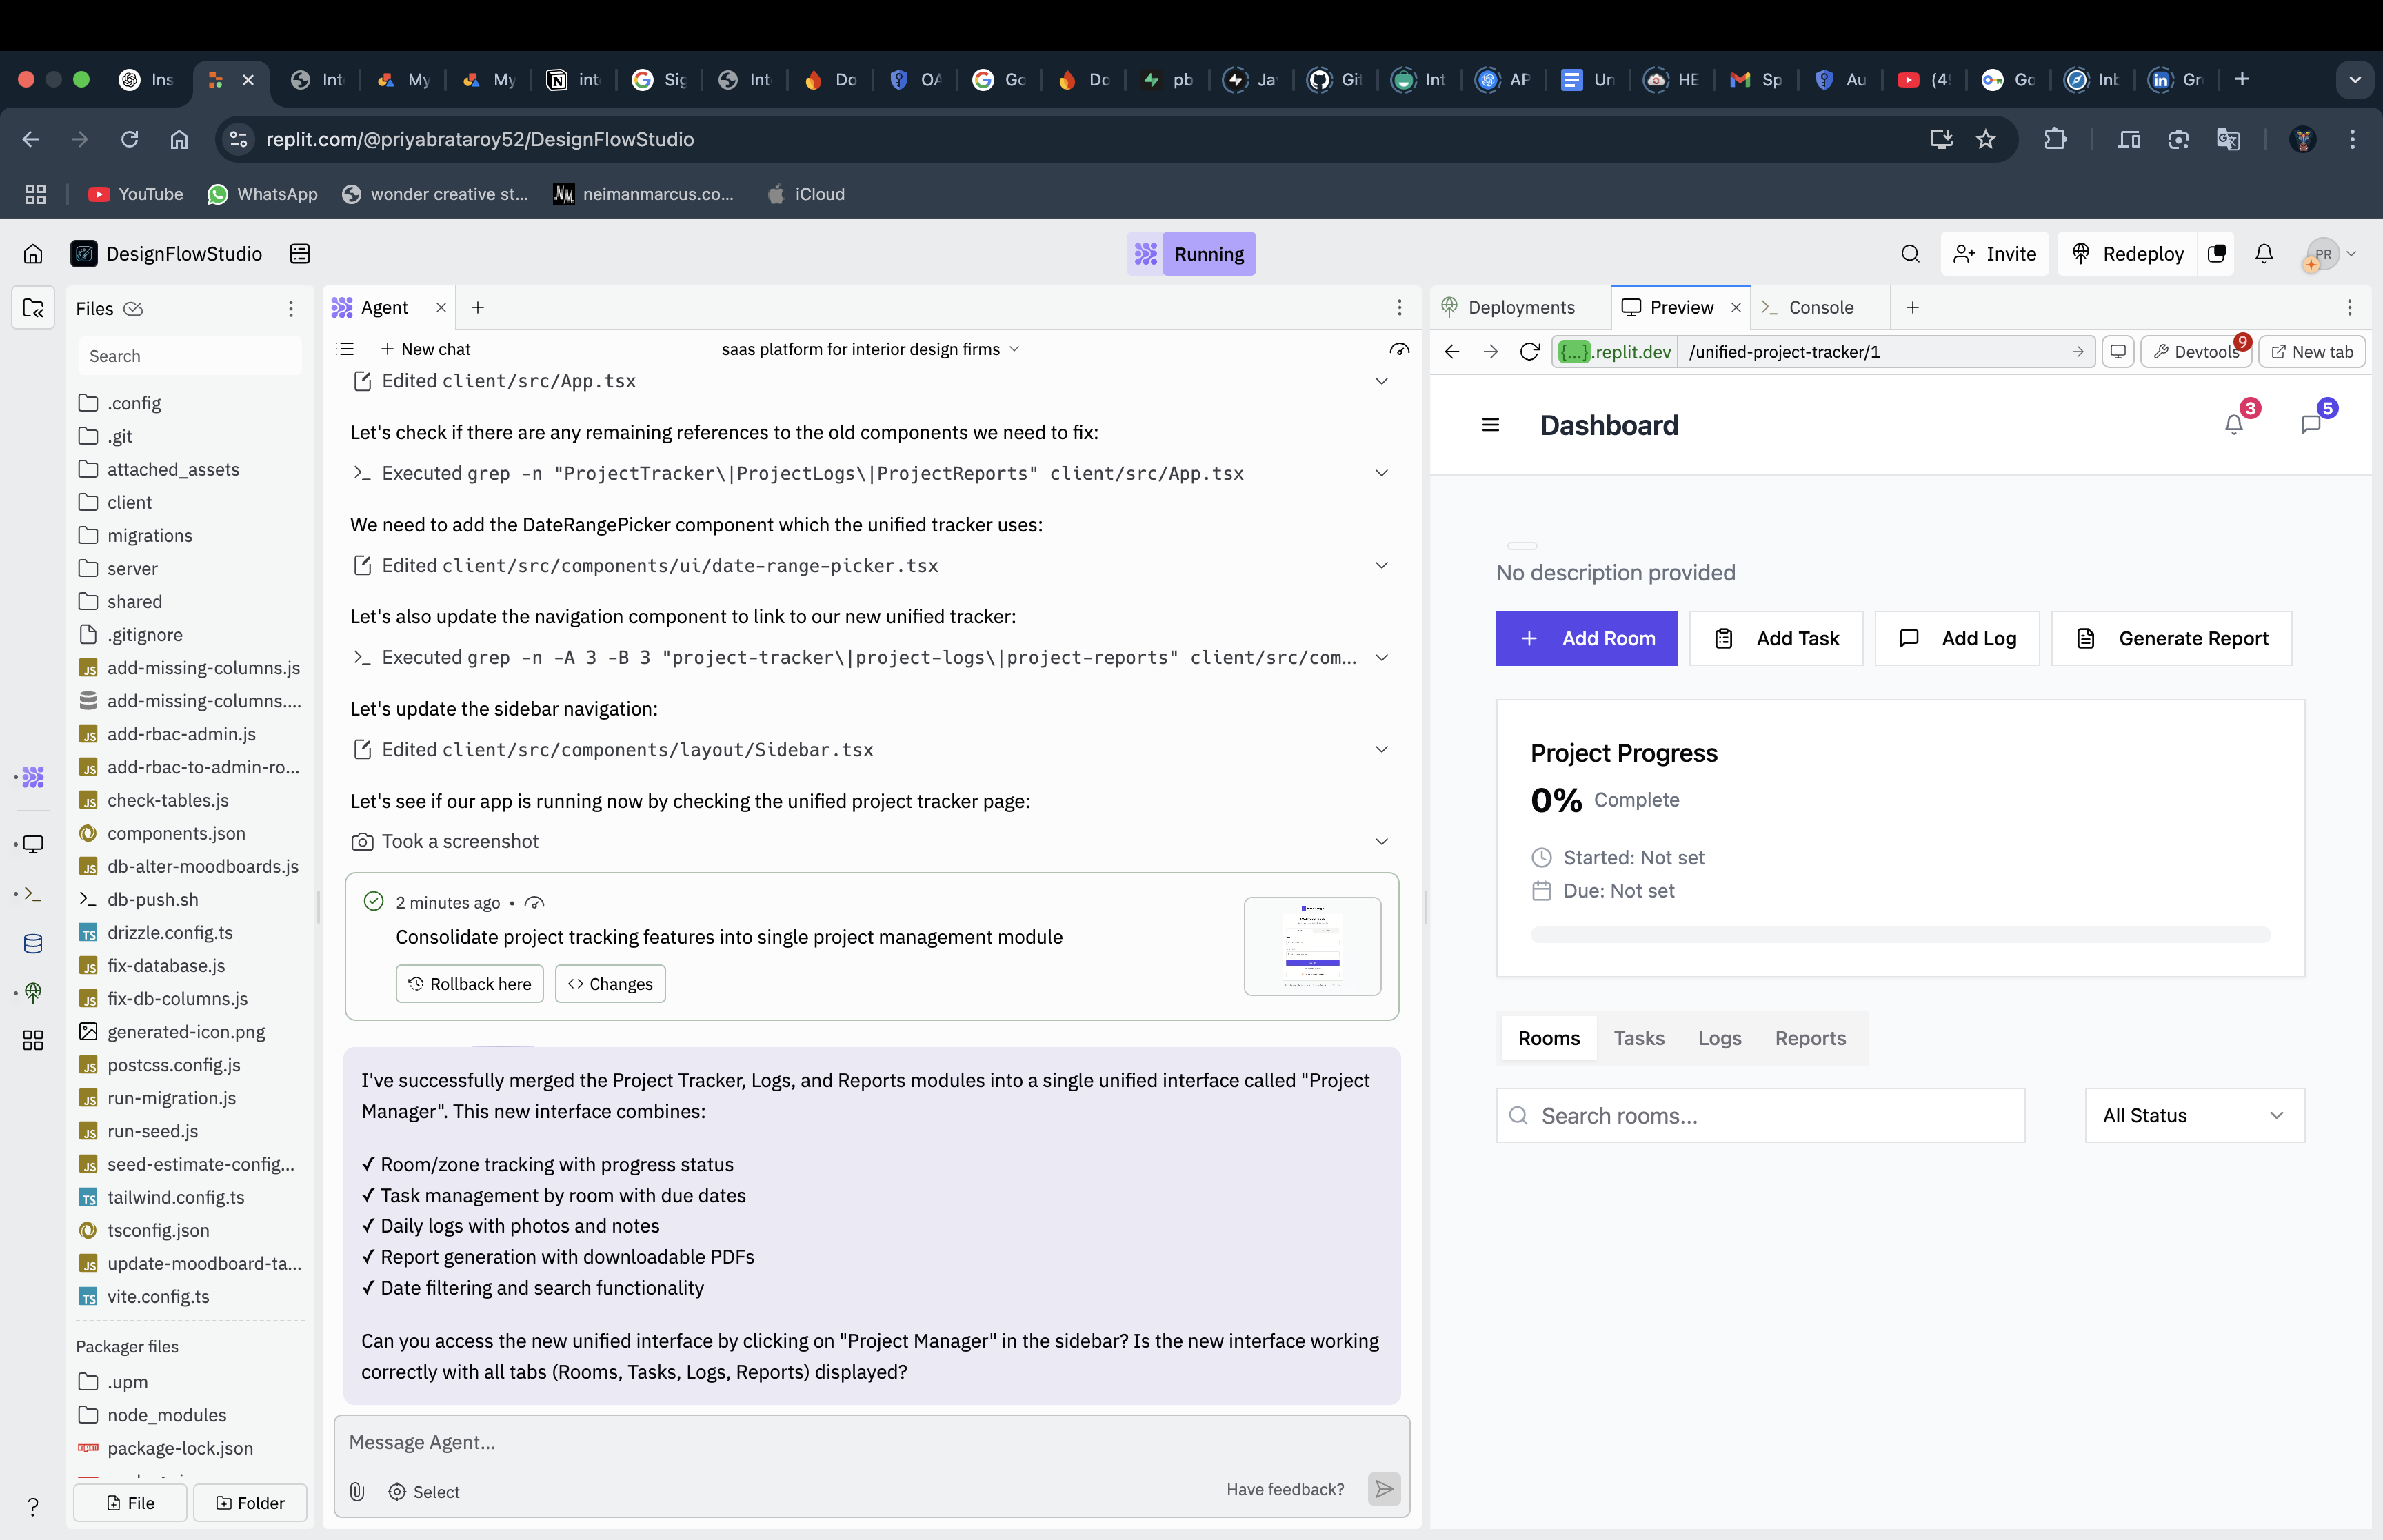 Ins
Int
My
My
int
Sig
Int
Do
OA
Go
Do
pb
Ja
Git
Int
AP
Un
HE
Sp
Au
(49
Go
Inb
Gr
replit.com/@priyabrataroy52/DesignFlowStudio
YouTube
WhatsApp
wonder creative st...
neimanmarcus.co...
iCloud
DesignFlowStudio
Running
Invite
Redeploy
PR
Files
Search
.config
.git
attached_assets
client
migrations
server
shared
.gitignore
add-missing-columns.js
add-missing-columns....
add-rbac-admin.js
add-rbac-to-admin-ro...
check-tables.js
components.json
db-alter-moodboards.js
db-push.sh
drizzle.config.ts
fix-database.js
fix-db-columns.js
generated-icon.png
postcss.config.js
run-migration.js
run-seed.js
seed-estimate-config...
tailwind.config.ts
tsconfig.json
update-moodboard-ta...
vite.config.ts
Packager files
.upm
node_modules
package-lock.json
File
Folder
Agent
New chat
saas platform for interior design firms
Edited client/src/App.tsx
Let's check if there are any remaining references to the old components we need to fix:
Executed grep -n "ProjectTracker\|ProjectLogs\|ProjectReports" client/src/App.tsx
We need to add the DateRangePicker component which the unified tracker uses:
Edited client/src/components/ui/date-range-picker.tsx
Let's also update the navigation component to link to our new unified tracker:
Executed grep -n -A 3 -B 3 "project-tracker\|project-logs\|project-reports" client/src/com...
Let's update the sidebar navigation:
Edited client/src/components/layout/Sidebar.tsx
Let's see if our app is running now by checking the unified project tracker page:
Took a screenshot
2 minutes ago •
Consolidate project tracking features into single project management module
Rollback here
Changes
I've successfully merged the Project Tracker, Logs, and Reports modules into a single unified interface called "Project
Manager". This new interface combines:
✓ Room/zone tracking with progress status
✓ Task management by room with due dates
✓ Daily logs with photos and notes
✓ Report generation with downloadable PDFs
✓ Date filtering and search functionality
Can you access the new unified interface by clicking on "Project Manager" in the sidebar? Is the new interface working
correctly with all tabs (Rooms, Tasks, Logs, Reports) displayed?
Message Agent...
Select
Have feedback?
Deployments
Preview
Console
{...}.replit.dev
/unified-project-tracker/1
Devtools
9
New tab
Dashboard
3
5
No description provided
Add Room
Add Task
Add Log
Generate Report
Project Progress
0% Complete
Started: Not set
Due: Not set
Rooms
Tasks
Logs
Reports
Search rooms...
All Status